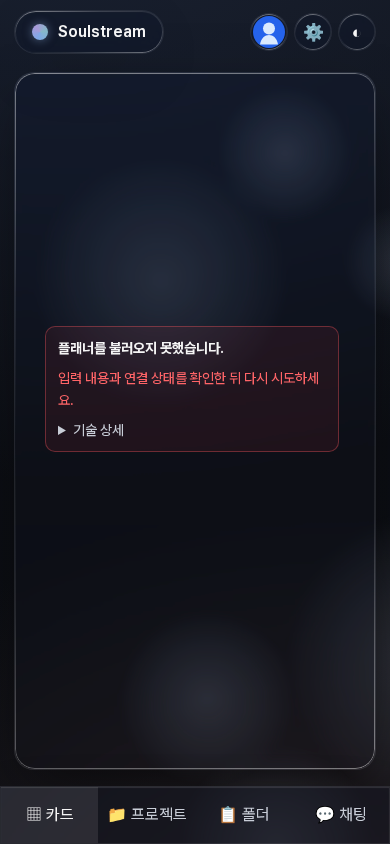 Soulstream
플래너를 불러오지 못했습니다.
입력 내용과 연결 상태를 확인한 뒤 다시 시도하세
요.
▶ 기술 상세
카드 프로젝트 폴더 채팅